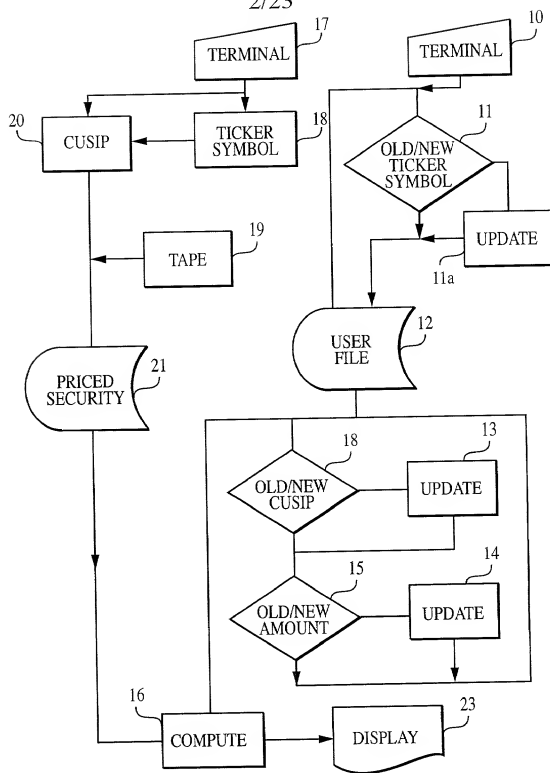 2/23
17
TERMINAL
10
TERMINAL
20
CUSIP
TICKER
SYMBOL
18
11
OLD/NEW
TICKER
SYMBOL
19
TAPE
UPDATE
11a
12
USER
FILE
PRICED
SECURITY
21
18
OLD/NEW
CUSIP
13
UPDATE
15
OLD/NEW
AMOUNT
14
UPDATE
16
COMPUTE
23
DISPLAY